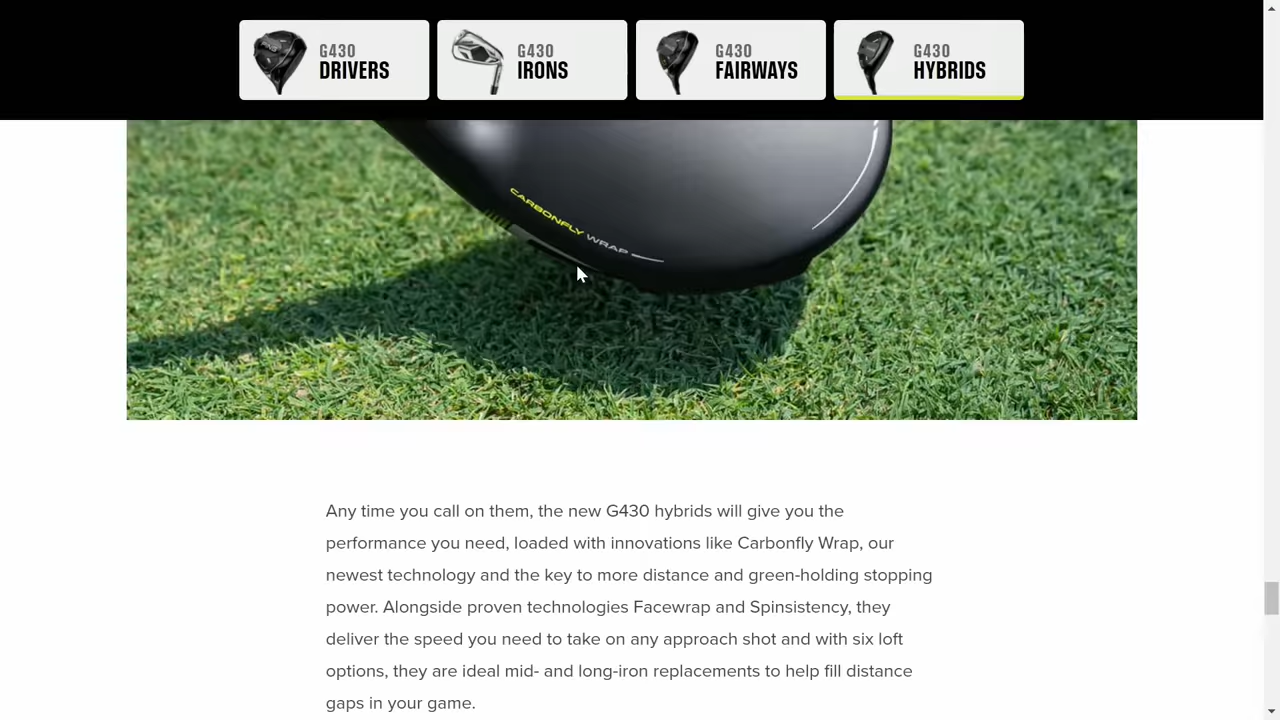 G430
DRIVERS
G430
IRONS
G430
FAIRWAYS
G430
HYBRIDS
CARBONFLY WRAP
Any time you call on them, the new G430 hybrids will give you the
performance you need, loaded with innovations like Carbonfly Wrap, our
newest technology and the key to more distance and green-holding stopping
power. Alongside proven technologies Facewrap and Spinsistency, they
deliver the speed you need to take on any approach shot and with six loft
options, they are ideal mid- and long-iron replacements to help fill distance
gaps in your game.